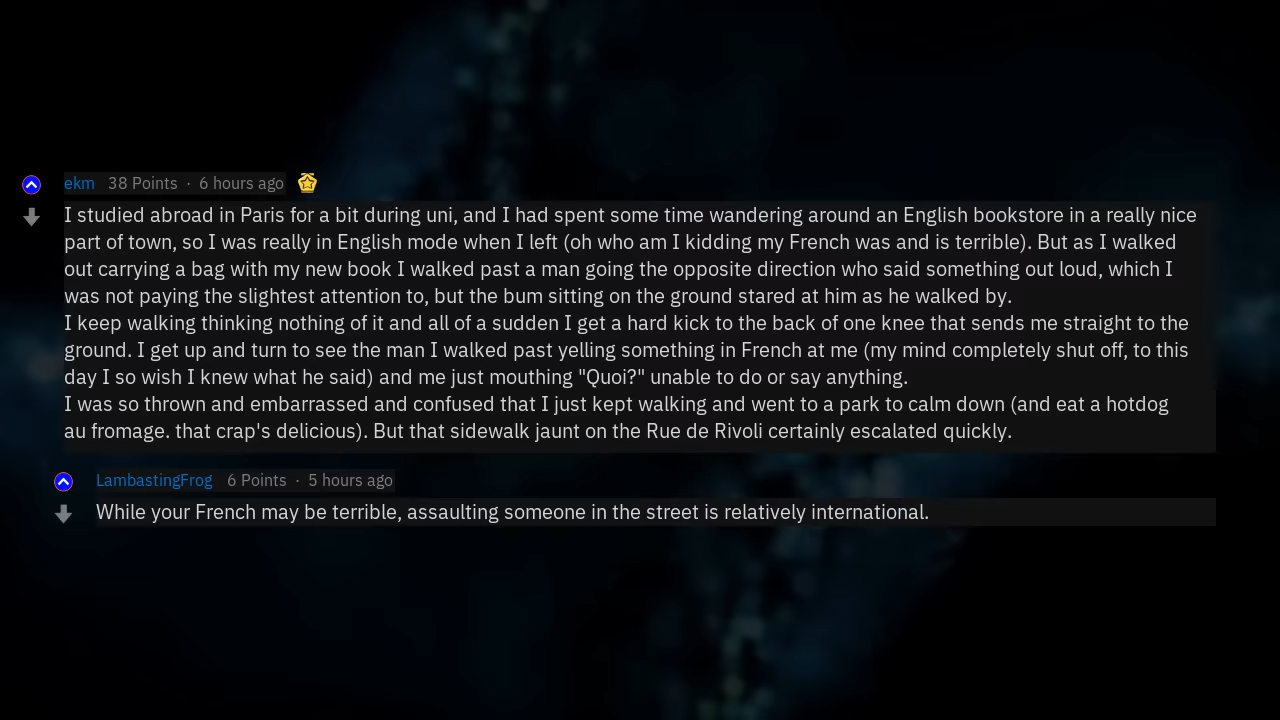 ekm 38 Points · 6 hours ago
I studied abroad in Paris for a bit during uni, and I had spent some time wandering around an English bookstore in a really nice
part of town, so I was really in English mode when I left (oh who am I kidding my French was and is terrible). But as I walked
out carrying a bag with my new book I walked past a man going the opposite direction who said something out loud, which I
was not paying the slightest attention to, but the bum sitting on the ground stared at him as he walked by.
I keep walking thinking nothing of it and all of a sudden I get a hard kick to the back of one knee that sends me straight to the
ground. I get up and turn to see the man I walked past yelling something in French at me (my mind completely shut off, to this
day I so wish I knew what he said) and me just mouthing "Quoi?" unable to do or say anything.
I was so thrown and embarrassed and confused that I just kept walking and went to a park to calm down (and eat a hotdog
au fromage. that crap's delicious). But that sidewalk jaunt on the Rue de Rivoli certainly escalated quickly.
LambastingFrog 6 Points · 5 hours ago
While your French may be terrible, assaulting someone in the street is relatively international.